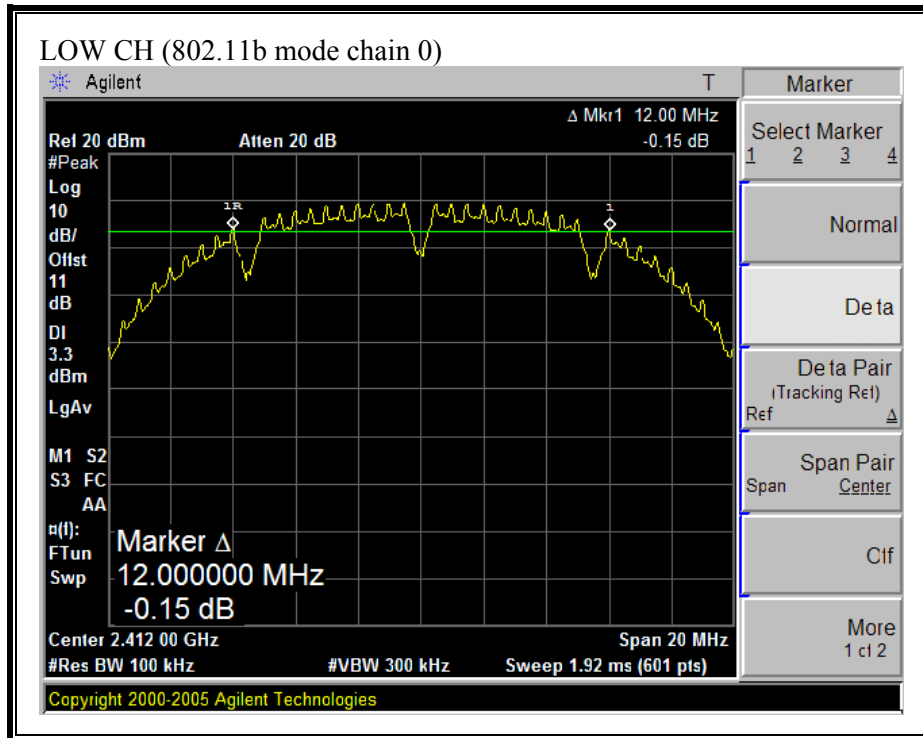 LOW CH (802.11b mode chain 0)
Agilent T Marker
Δ Mkr1 12.00 MHz
Ref 20 dBm Atten 20 dB -0.15 dB
#Peak
Log
10
dB/
Offst
11
dB
DI
3.3
dBm
LgAv
M1 S2
S3 FC
AA
¤(f):
FTun
Swp
1R
1
Marker Δ
12.000000 MHz
-0.15 dB
Center 2.412 00 GHz Span 20 MHz
#Res BW 100 kHz #VBW 300 kHz Sweep 1.92 ms (601 pts)
Copyright 2000-2005 Agilent Technologies
Select Marker
1 2 3 4
Normal
De ta
De ta Pair
(Tracking Ref)
Ref Δ
Span Pair
Span Center
Off
More
1 of 2